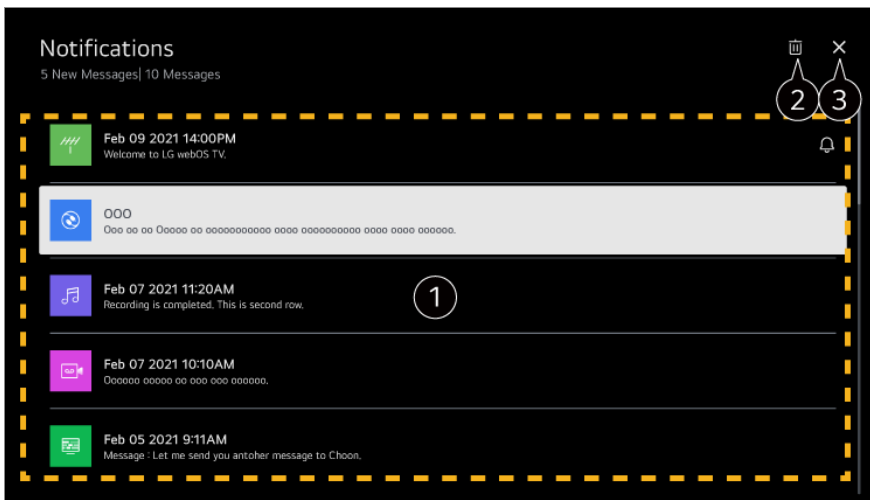 Notifications
5 New Messages| 10 Messages
2
3
Feb 09 2021 14:00PM
Welcome to LG webOS TV.
OOO
Ooo oo oo Ooooo oo ooooooooooo oooo oooooooooo oooo oooo oooooo.
Feb 07 2021 11:20AM
Recording is completed. This is second row.
1
Feb 07 2021 10:10AM
Oooooo ooooo oo ooo ooo oooooo.
Feb 05 2021 9:11AM
Message : Let me send you antoher message to Choon.